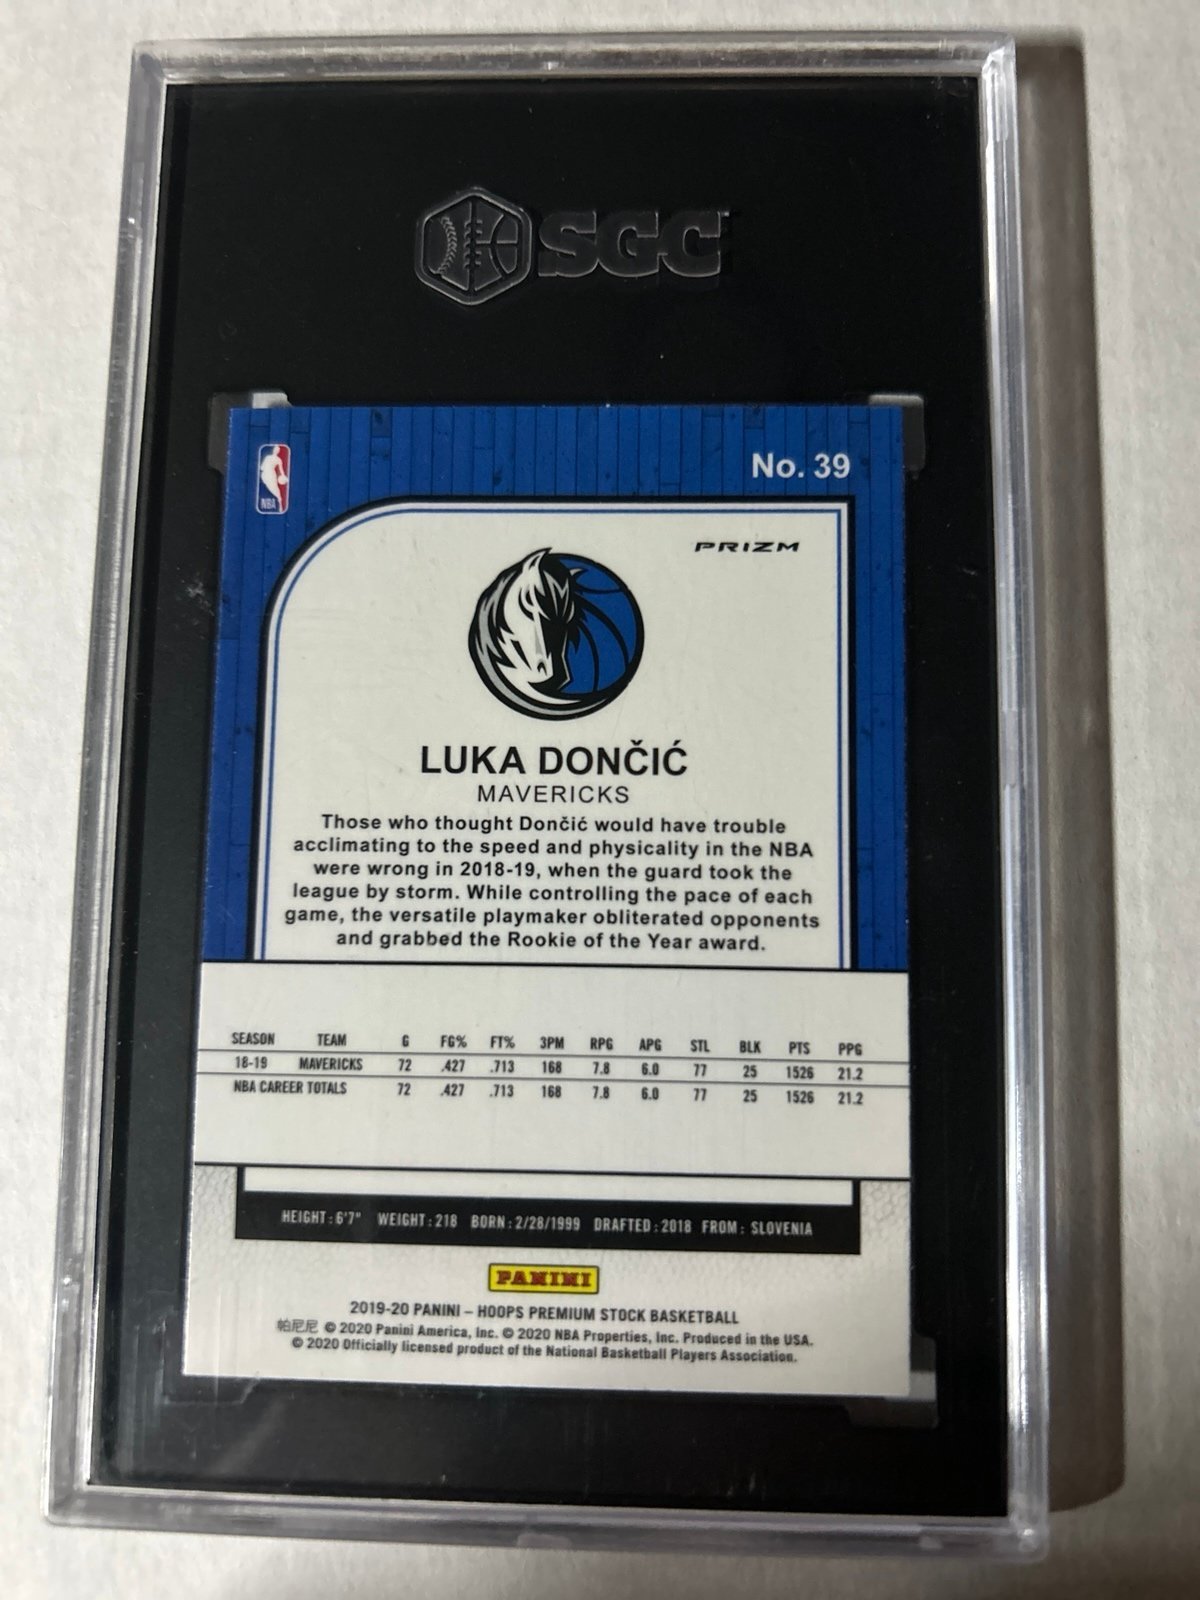 SGC
No. 39
NBA
PRIZM
LUKA DONČIĆ
MAVERICKS
Those who thought Dončić would have trouble
acclimating to the speed and physicality in the NBA
were wrong in 2018-19, when the guard took the
league by storm. While controlling the pace of each
game, the versatile playmaker obliterated opponents
and grabbed the Rookie of the Year award.
SEASON TEAM G FG% FT% 3PM RPG APG STL BLK PTS PPG
18-19 MAVERICKS 72 .427 .713 168 7.8 6.0 77 25 1526 21.2
NBA CAREER TOTALS 72 .427 .713 168 7.8 6.0 77 25 1526 21.2
HEIGHT: 6'7" WEIGHT: 218 BORN: 2/28/1999 DRAFTED: 2018 FROM: SLOVENIA
PANINI
2019-20 PANINI – HOOPS PREMIUM STOCK BASKETBALL
帕尼尼 © 2020 Panini America, Inc. © 2020 NBA Properties, Inc. Produced in the USA.
© 2020 Officially licensed product of the National Basketball Players Association.